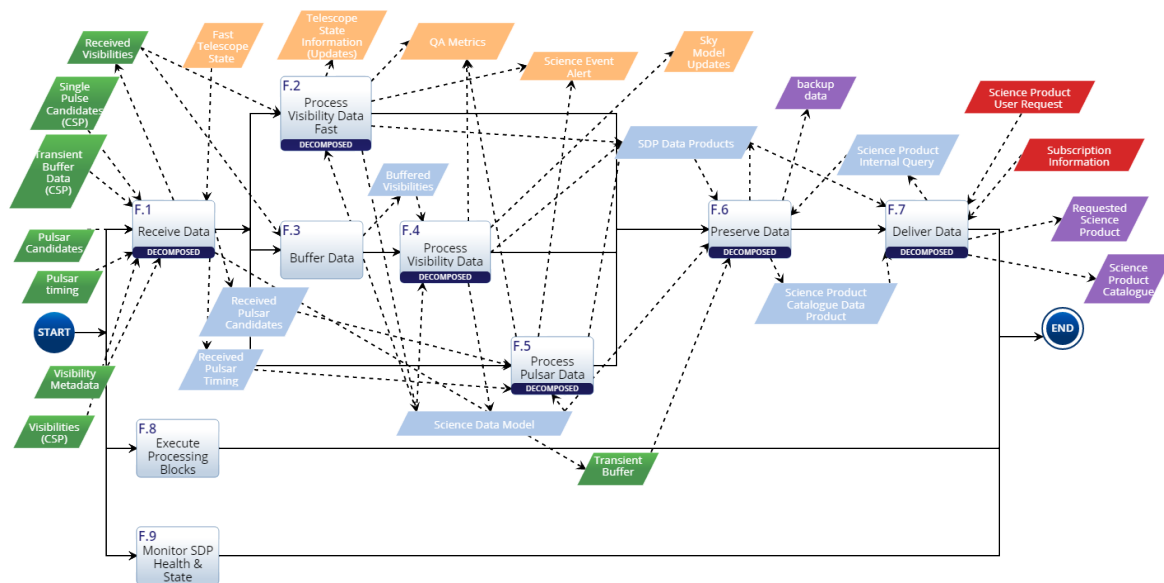 Received
Visibilities
Fast
Telescope
State
Telescope
State
Information
(Updates)
QA Metrics
Science Event
Alert
Sky
Model
Updates
Single
Pulse
Candidates
(CSP)
Transient
Buffer
Data
(CSP)
F.2
Process
Visibility Data
Fast
DECOMPOSED
backup
data
Science Product
User Request
Subscription
Information
SDP Data Products
Science Product
Internal Query
Buffered
Visibilities
F.1
Receive Data
DECOMPOSED
F.3
Buffer Data
F.4
Process
Visibility Data
DECOMPOSED
F.6
Preserve Data
DECOMPOSED
F.7
Deliver Data
DECOMPOSED
Requested
Science
Product
Science
Product
Catalogue
Pulsar
Candidates
Pulsar
timing
Received
Pulsar
Candidates
Science Product
Catalogue Data
Product
START
END
Received
Pulsar
Timing
F.5
Process
Pulsar Data
DECOMPOSED
Visibility
Metadata
Visibilities
(CSP)
Science Data Model
F.8
Execute
Processing
Blocks
Transient
Buffer
F.9
Monitor SDP
Health &
State